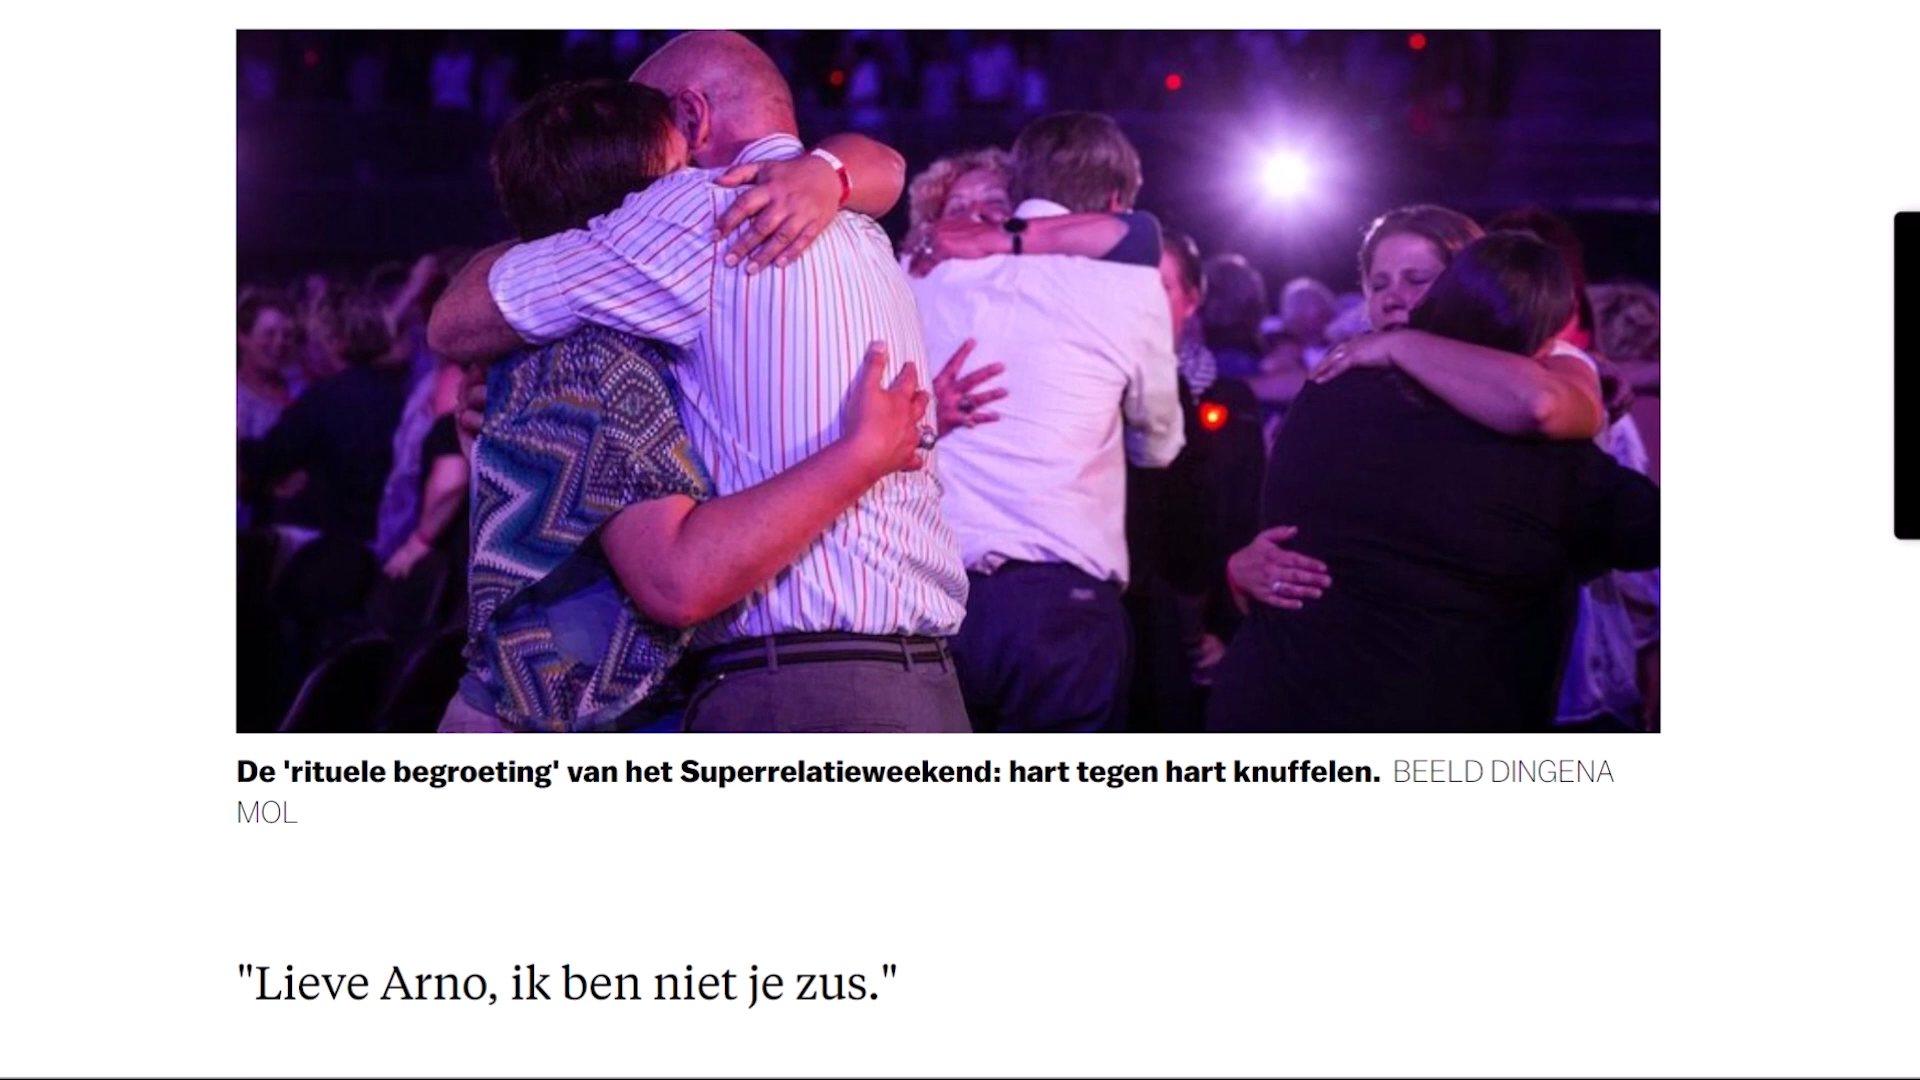 De 'rituele begroeting' van het Superrelatieweekend: hart tegen hart knuffelen. BEELD DINGENA
MOL
"Lieve Arno, ik ben niet je zus."